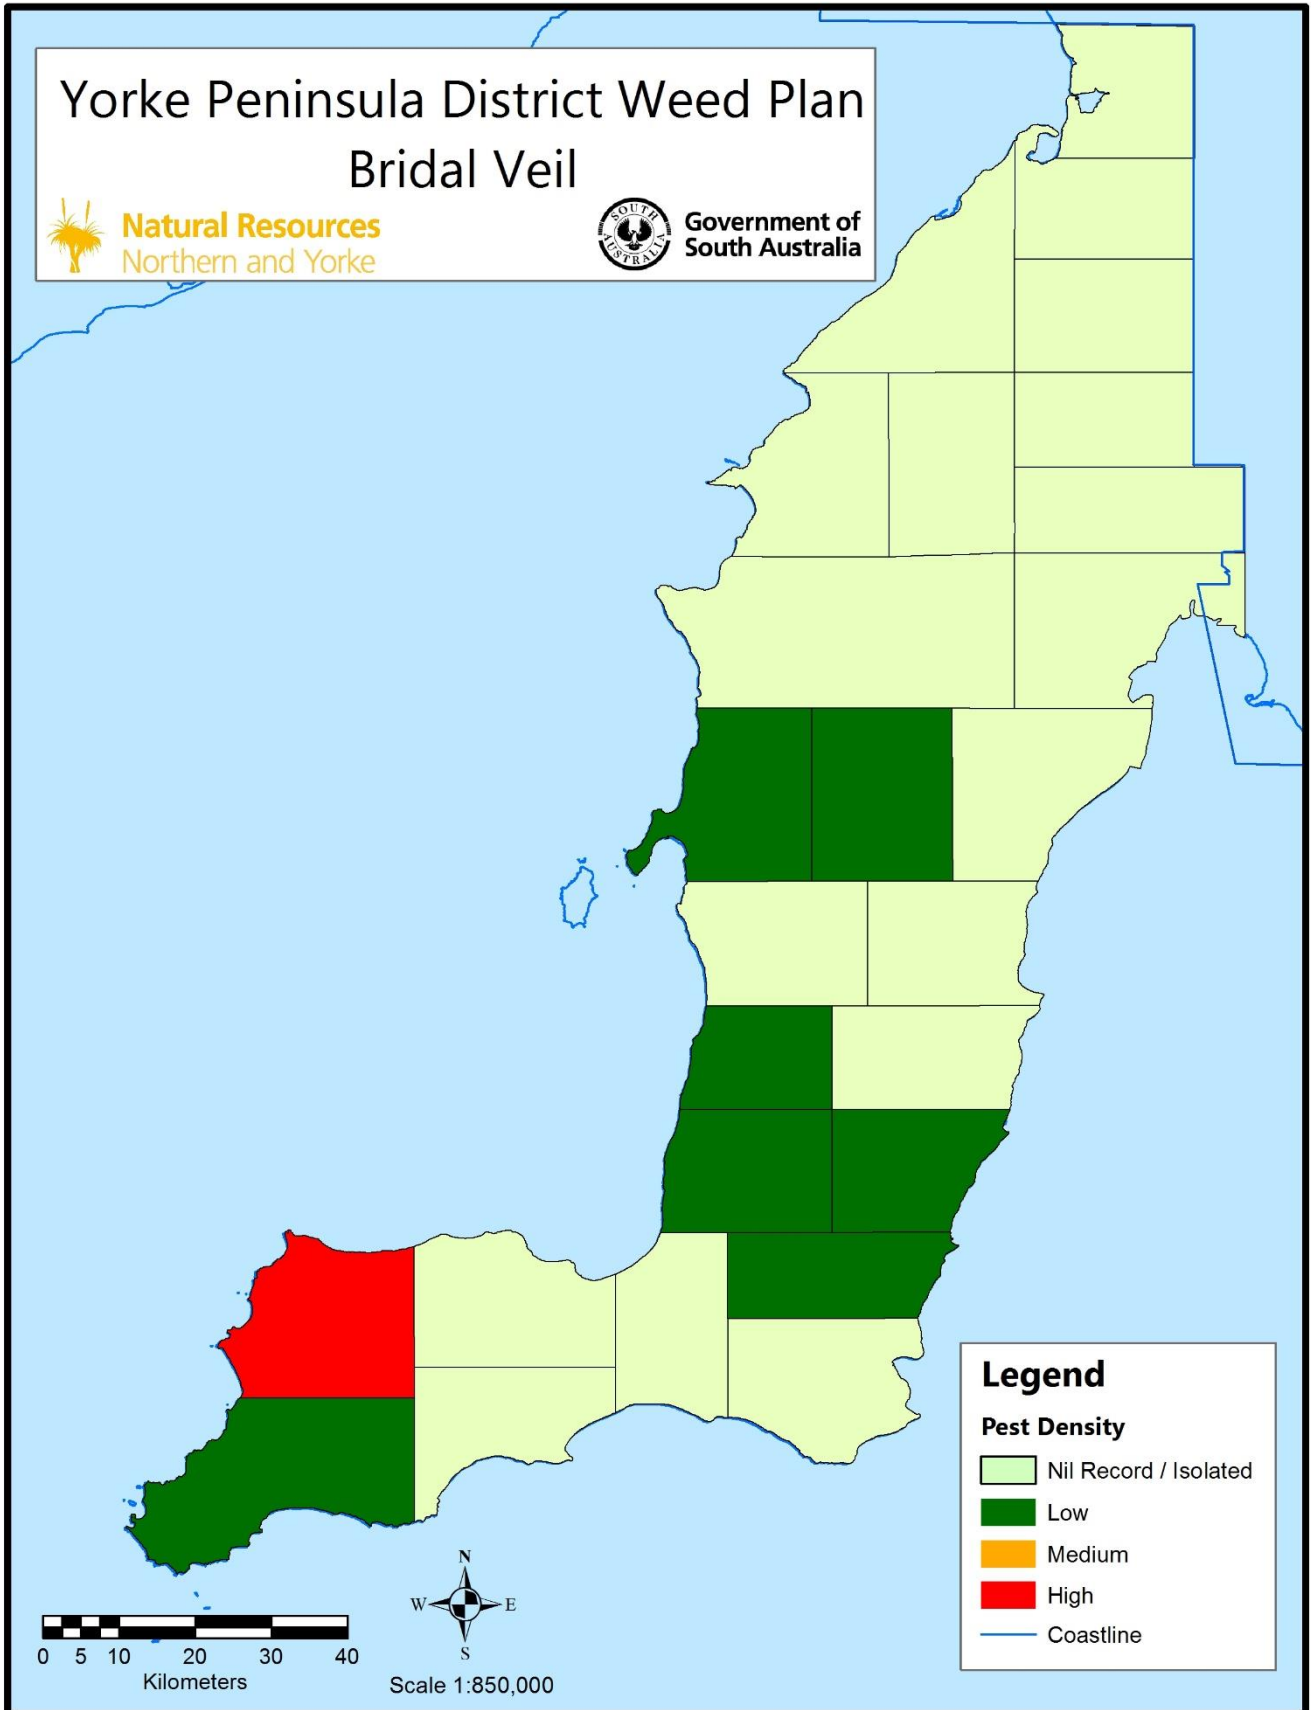 Yorke Peninsula District Weed Plan
Bridal Veil
Natural Resources
Northern and Yorke
SOUTH AUSTRALIA
Government of
South Australia
Legend
Pest Density
Nil Record / Isolated
Low
Medium
High
Coastline
N
W E
S
0 5 10 20 30 40
Kilometers
Scale 1:850,000